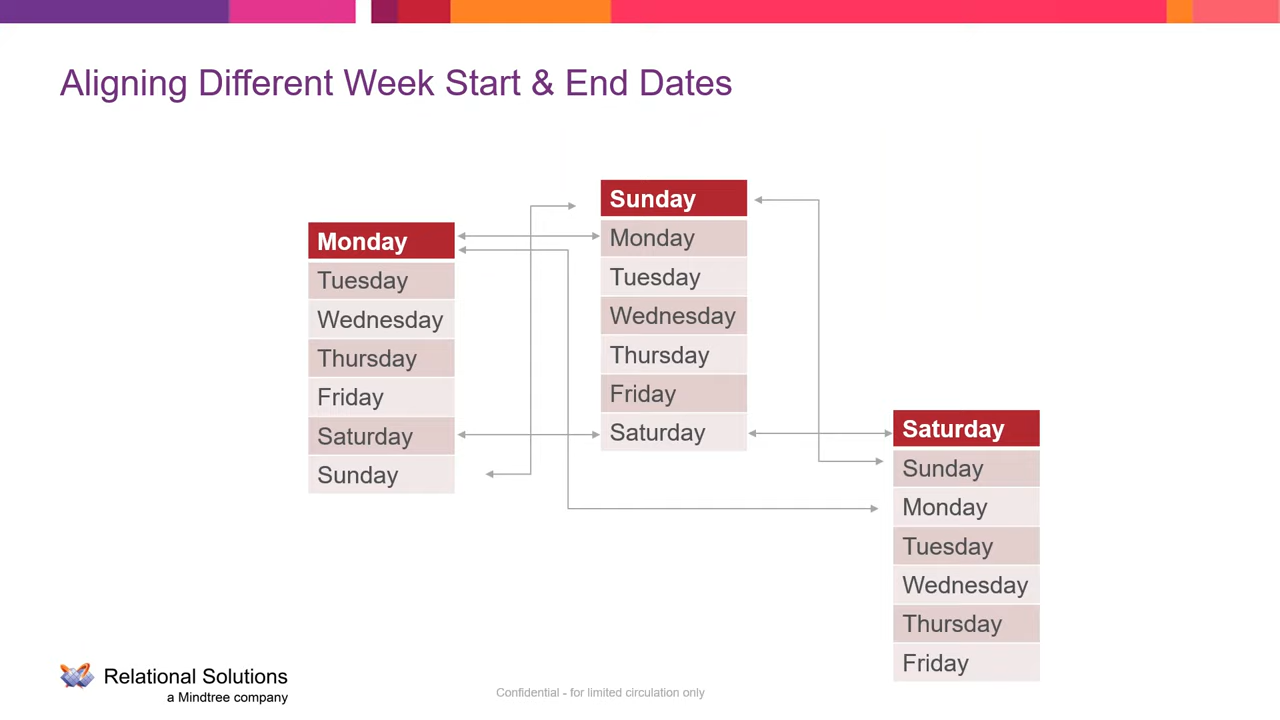 Aligning Different Week Start & End Dates
Monday
Tuesday
Wednesday
Thursday
Friday
Saturday
Sunday
Sunday
Monday
Tuesday
Wednesday
Thursday
Friday
Saturday
Saturday
Sunday
Monday
Tuesday
Wednesday
Thursday
Friday
Relational Solutions
a Mindtree company
Confidential - for limited circulation only